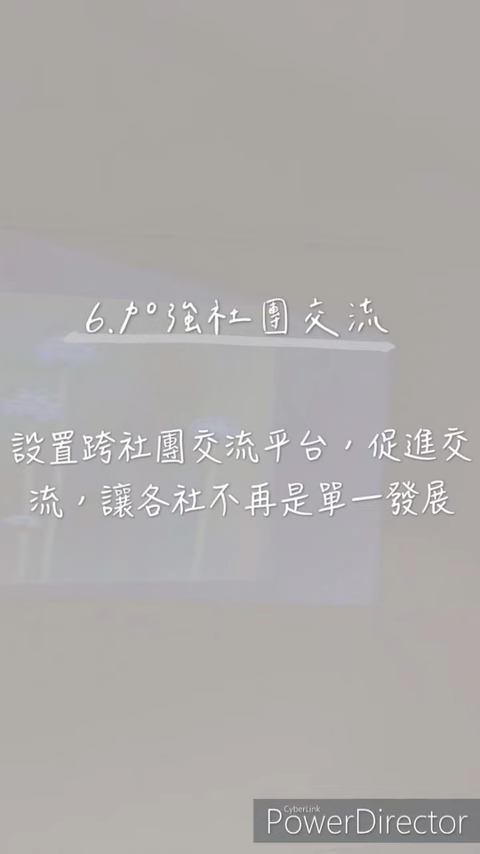 6.加強社團交流
設置跨社團交流平台，促進交
流，讓各社不再是單一發展
CyberLink
PowerDirector